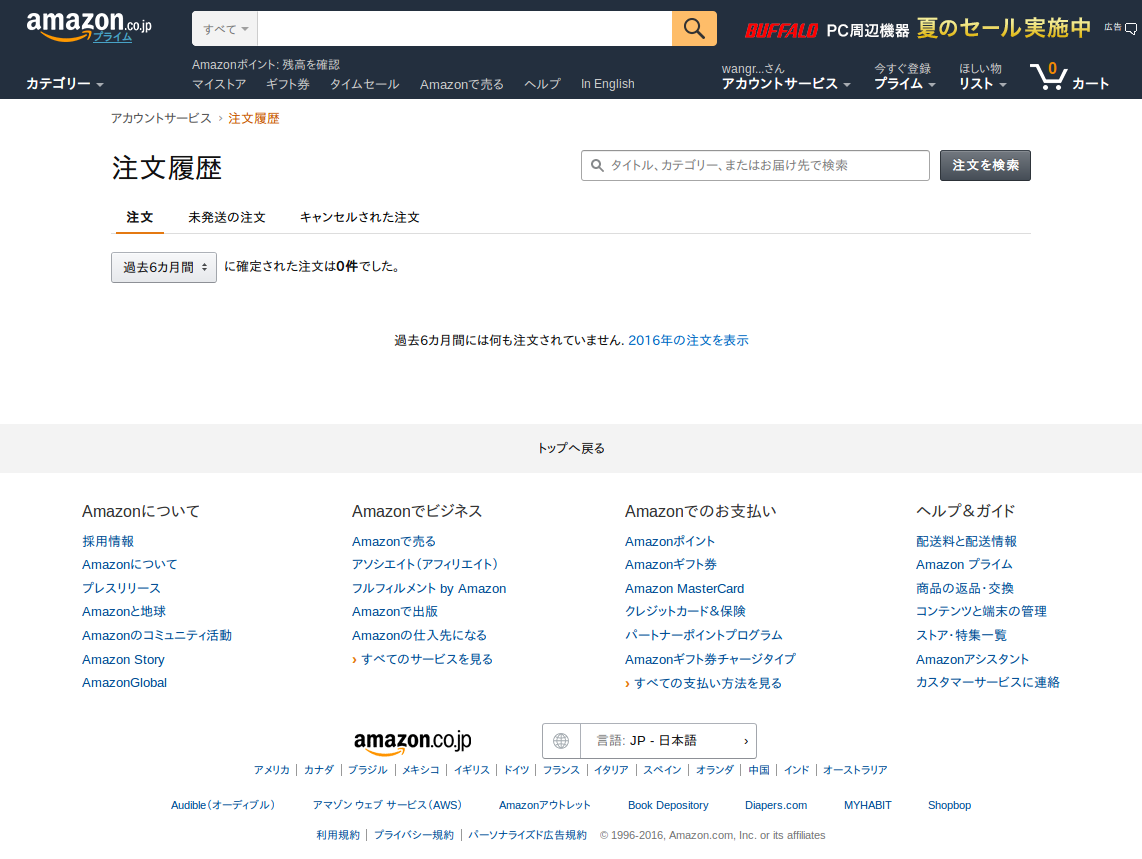 amazon.co.jp
プライム
すべて
BUFFALO PC周辺機器 夏のセール実施中
広告
カテゴリー
Amazonポイント: 残高を確認
マイストア ギフト券 タイムセール Amazonで売る ヘルプ In English
wangr...さん
アカウントサービス
今すぐ登録
プライム
ほしい物
リスト
0
カート
アカウントサービス › 注文履歴
注文履歴
タイトル、カテゴリー、またはお届け先で検索
注文を検索
注文 未発送の注文 キャンセルされた注文
過去6カ月間 に確定された注文は0件でした。
過去6カ月間には何も注文されていません. 2016年の注文を表示
トップへ戻る
Amazonについて
採用情報
Amazonについて
プレスリリース
Amazonと地球
Amazonのコミュニティ活動
Amazon Story
AmazonGlobal
Amazonでビジネス
Amazonで売る
アソシエイト(アフィリエイト)
フルフィルメント by Amazon
Amazonで出版
Amazonの仕入先になる
› すべてのサービスを見る
Amazonでのお支払い
Amazonポイント
Amazonギフト券
Amazon MasterCard
クレジットカード&保険
パートナーポイントプログラム
Amazonギフト券チャージタイプ
› すべての支払い方法を見る
ヘルプ&ガイド
配送料と配送情報
Amazon プライム
商品の返品・交換
コンテンツと端末の管理
ストア・特集一覧
Amazonアシスタント
カスタマーサービスに連絡
amazon.co.jp
言語: JP - 日本語 ›
アメリカ | カナダ | ブラジル | メキシコ | イギリス | ドイツ | フランス | イタリア | スペイン | オランダ | 中国 | インド | オーストラリア
Audible(オーディブル) アマゾン ウェブ サービス(AWS) Amazonアウトレット Book Depository Diapers.com MYHABIT Shopbop
利用規約 | プライバシー規約 | パーソナライズド広告規約 © 1996-2016, Amazon.com, Inc. or its affiliates